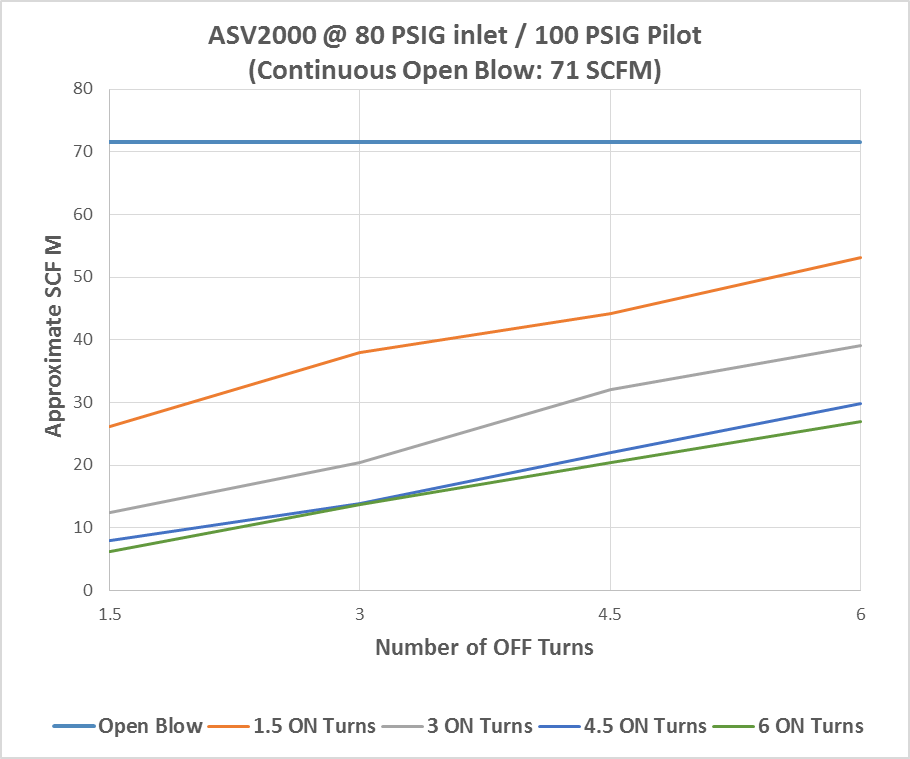 ASV2000 @ 80 PSIG inlet / 100 PSIG Pilot
(Continuous Open Blow: 71 SCFM)
80
70
60
50
40
30
20
10
0
Approximate SCF M
1.5 3 4.5 6
Number of OFF Turns
Open Blow 1.5 ON Turns 3 ON Turns 4.5 ON Turns 6 ON Turns